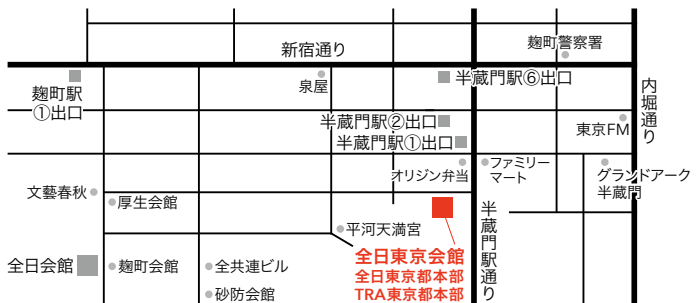 新宿通り
麹町警察署
麹町駅
①出口
泉屋
半蔵門駅⑥出口
内堀通り
半蔵門駅②出口
東京FM
半蔵門駅①出口
オリジン弁当
ファミリー
マート
グランドアーク
半蔵門
文藝春秋
厚生会館
半蔵門駅通り
平河天満宮
全日会館
麹町会館
全共連ビル
全日東京会館
全日東京都本部
TRA東京都本部
砂防会館